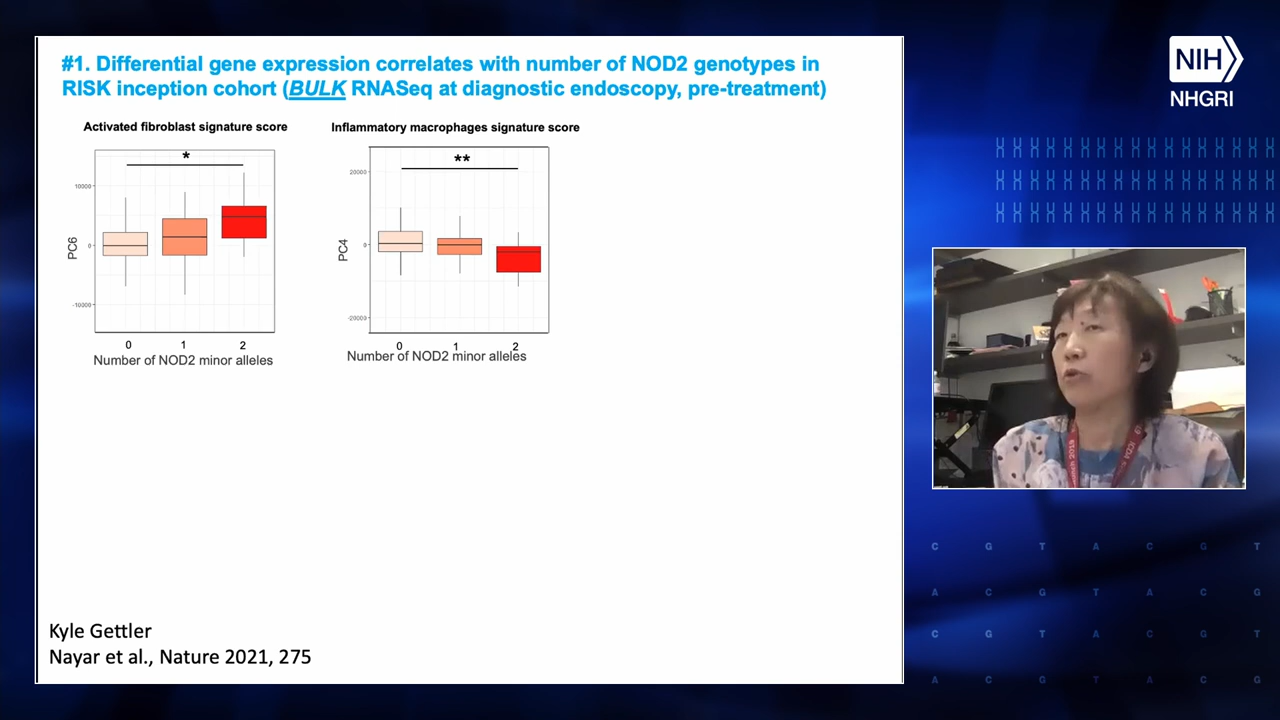 #1. Differential gene expression correlates with number of NOD2 genotypes in
RISK inception cohort (BULK RNASeq at diagnostic endoscopy, pre-treatment)
Activated fibroblast signature score
*
10000
0
-10000
PC6
0 1 2
Number of NOD2 minor alleles
Inflammatory macrophages signature score
**
20000
0
-20000
PC4
0 1 2
Number of NOD2 minor alleles
Kyle Gettler
Nayar et al., Nature 2021, 275
NIH
NHGRI
C G T A C G T
A C G T A C G
C G T A C G T
A C G T A C G